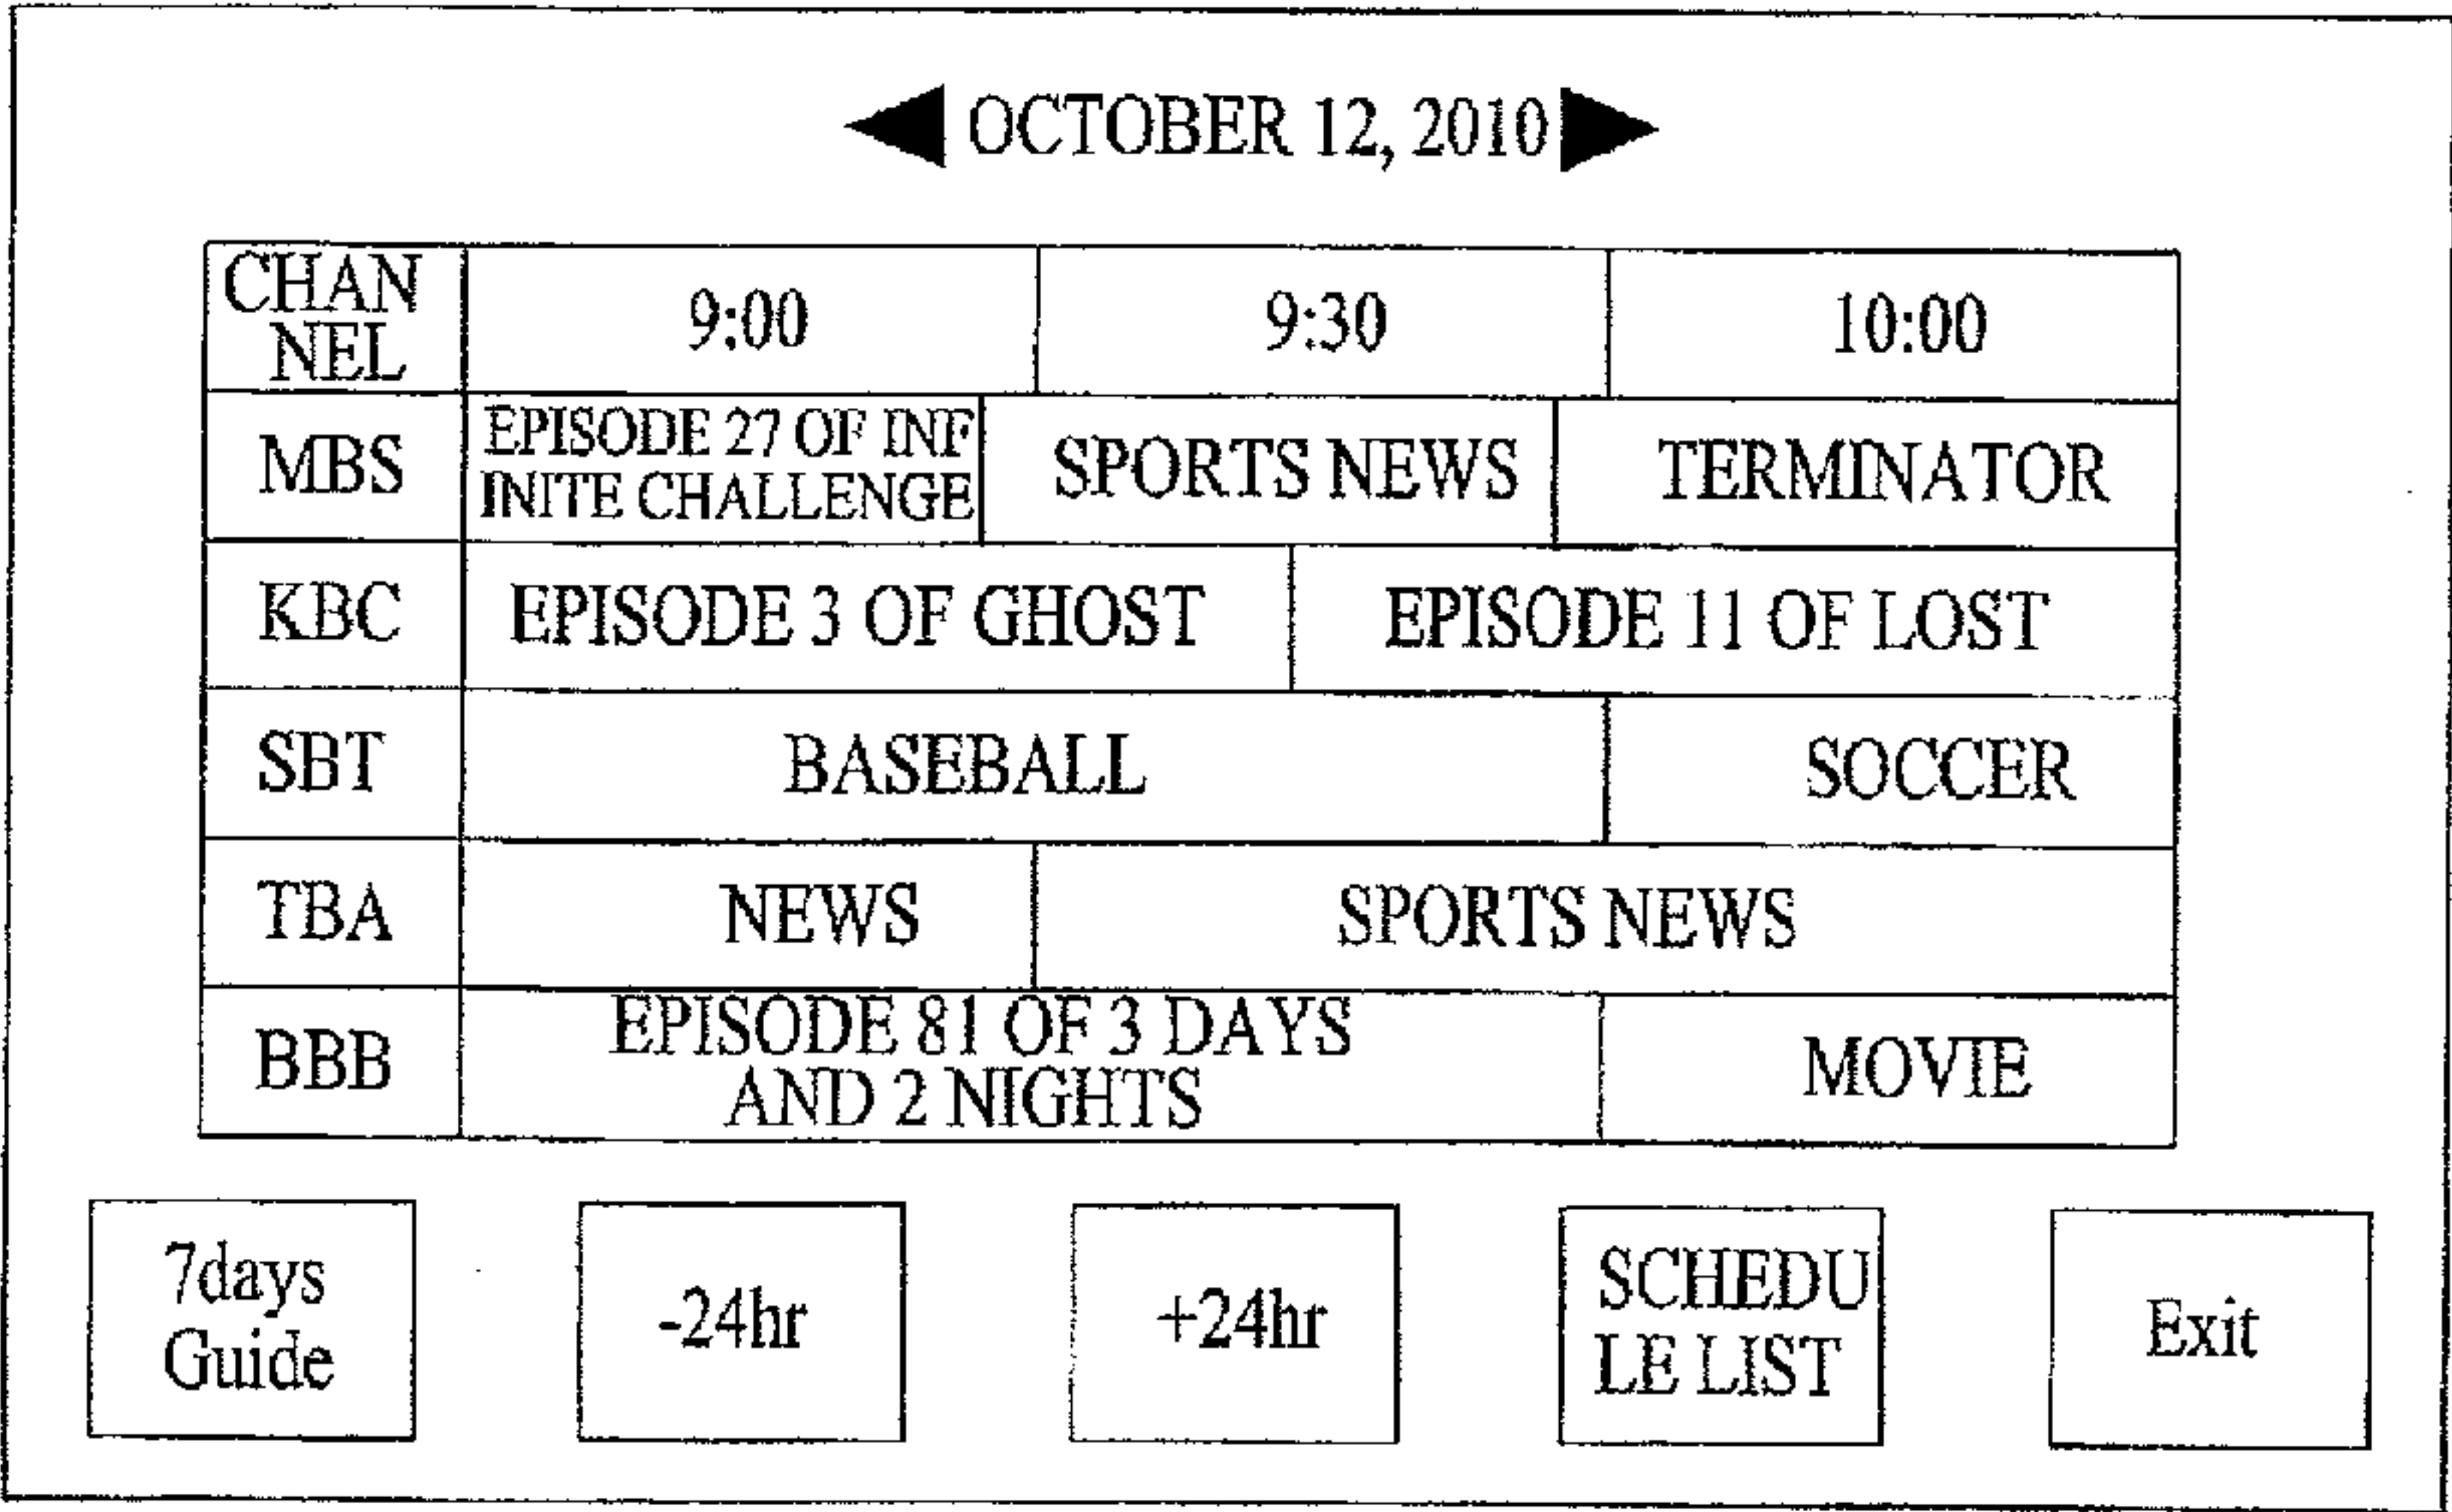 OCTOBER 12, 2010
CHAN
NEL
9:00
9:30
10:00
MBS
EPISODE 27 OF INF
INITE CHALLENGE
SPORTS NEWS
TERMINATOR
KBC
EPISODE 3 OF GHOST
EPISODE 11 OF LOST
SBT
BASEBALL
SOCCER
TBA
NEWS
SPORTS NEWS
BBB
EPISODE 81 OF 3 DAYS
AND 2 NIGHTS
MOVIE
7days
Guide
-24hr
+24hr
SCHEDU
LE LIST
Exit